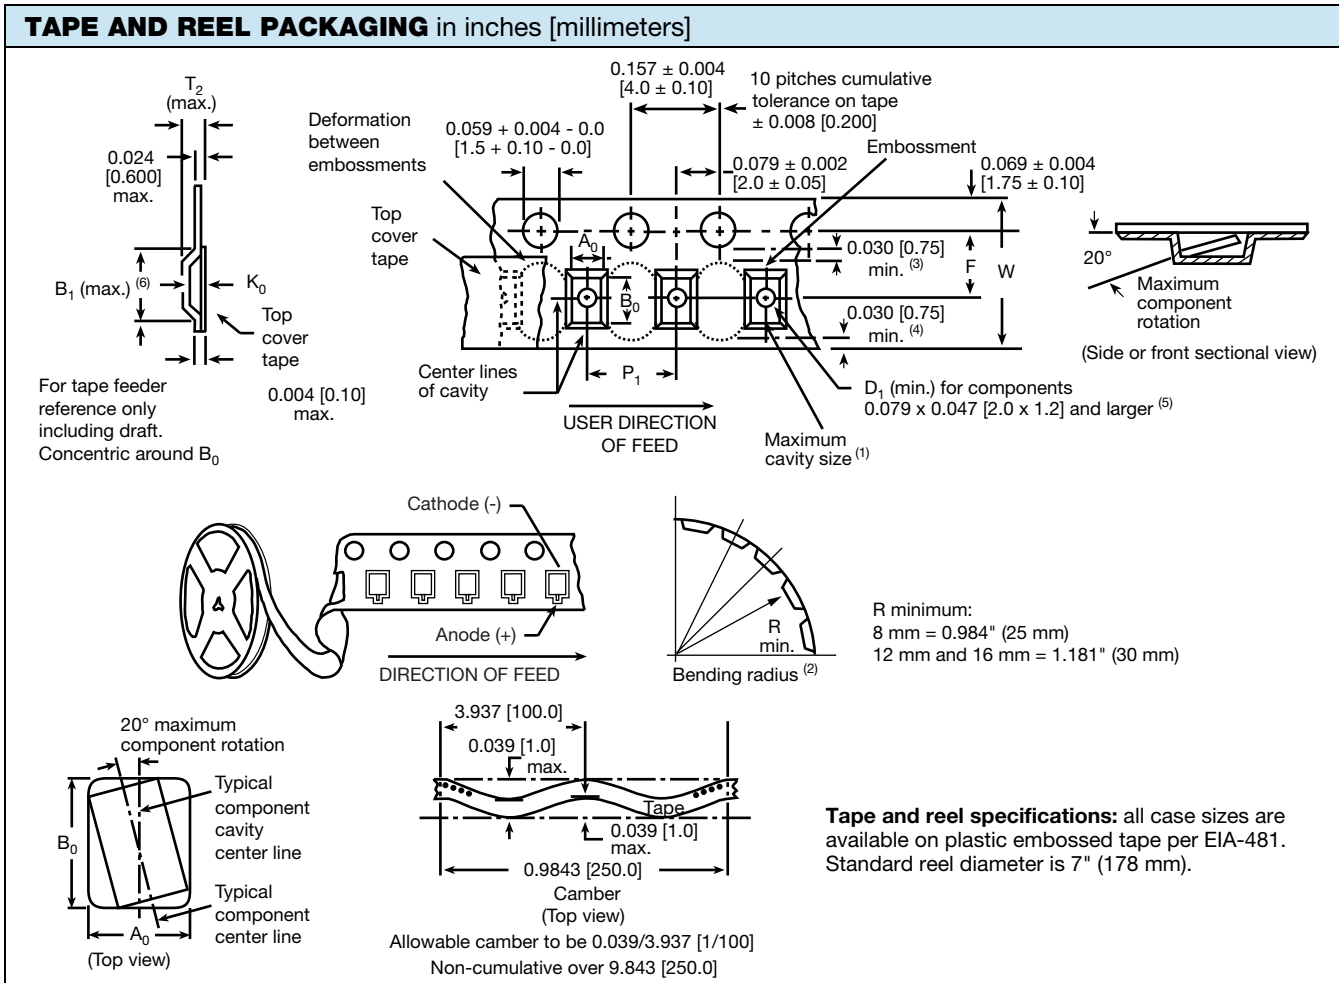 TAPE AND REEL PACKAGING in inches [millimeters]
T2
(max.)
0.024
[0.600]
max.
B1 (max.) (6)
K0
Top
cover
tape
0.004 [0.10]
max.
For tape feeder
reference only
including draft.
Concentric around B0
Deformation
between
embossments
Top
cover
tape
0.059 + 0.004 - 0.0
[1.5 + 0.10 - 0.0]
0.157 ± 0.004
[4.0 ± 0.10]
10 pitches cumulative
tolerance on tape
± 0.008 [0.200]
0.079 ± 0.002
[2.0 ± 0.05]
Embossment
0.069 ± 0.004
[1.75 ± 0.10]
A0
B0
0.030 [0.75]
min. (3)
F
W
0.030 [0.75]
min. (4)
Center lines
of cavity
P1
USER DIRECTION
OF FEED
D1 (min.) for components
0.079 x 0.047 [2.0 x 1.2] and larger (5)
Maximum
cavity size (1)
20°
Maximum
component
rotation
(Side or front sectional view)
Cathode (-)
Anode (+)
DIRECTION OF FEED
R
min.
Bending radius (2)
R minimum:
8 mm = 0.984" (25 mm)
12 mm and 16 mm = 1.181" (30 mm)
20° maximum
component rotation
Typical
component
cavity
center line
B0
Typical
component
center line
A0
(Top view)
3.937 [100.0]
0.039 [1.0]
max.
Tape
0.039 [1.0]
max.
0.9843 [250.0]
Camber
(Top view)
Allowable camber to be 0.039/3.937 [1/100]
Non-cumulative over 9.843 [250.0]
Tape and reel specifications: all case sizes are
available on plastic embossed tape per EIA-481.
Standard reel diameter is 7" (178 mm).